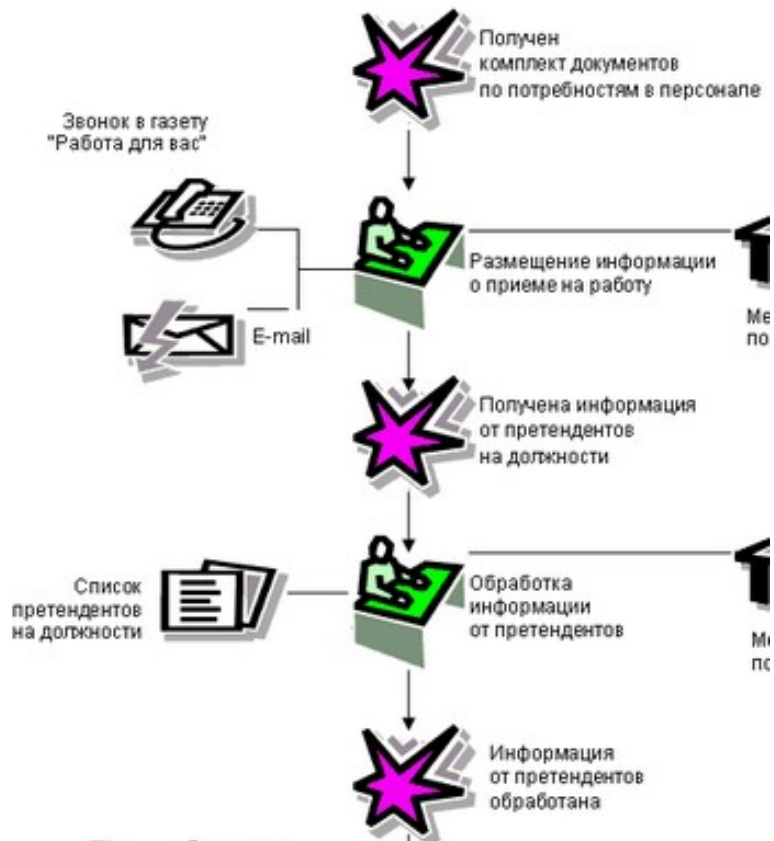 Получен
комплект документов
по потребностям в персонале
Звонок в газету
"Работа для вас"
Размещение информации
о приеме на работу
E-mail
Получена информация
от претендентов
на должности
Список
претендентов
на должности
Обработка
информации
от претендентов
Информация
от претендентов
обработана